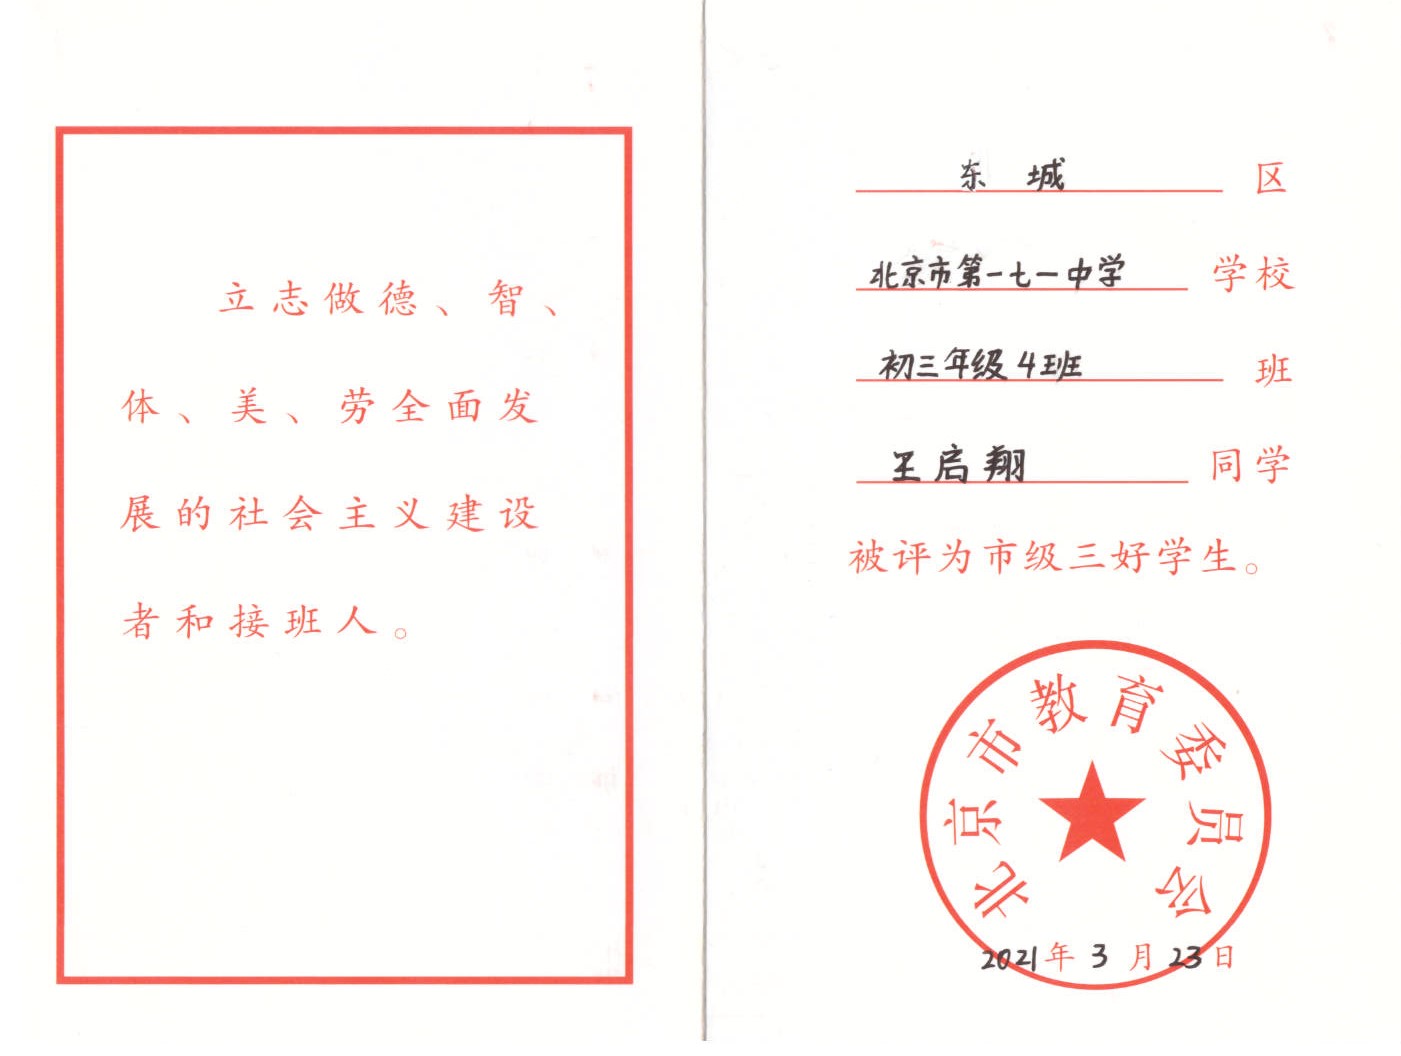 立志做德、智、
体、美、劳全面发
展的社会主义建设
者和接班人。
东 城 区
北京市第一七一中学 学校
初三年级4班 班
王启翔 同学
被评为市级三好学生。
北京市教育委员会
2021年3月23日